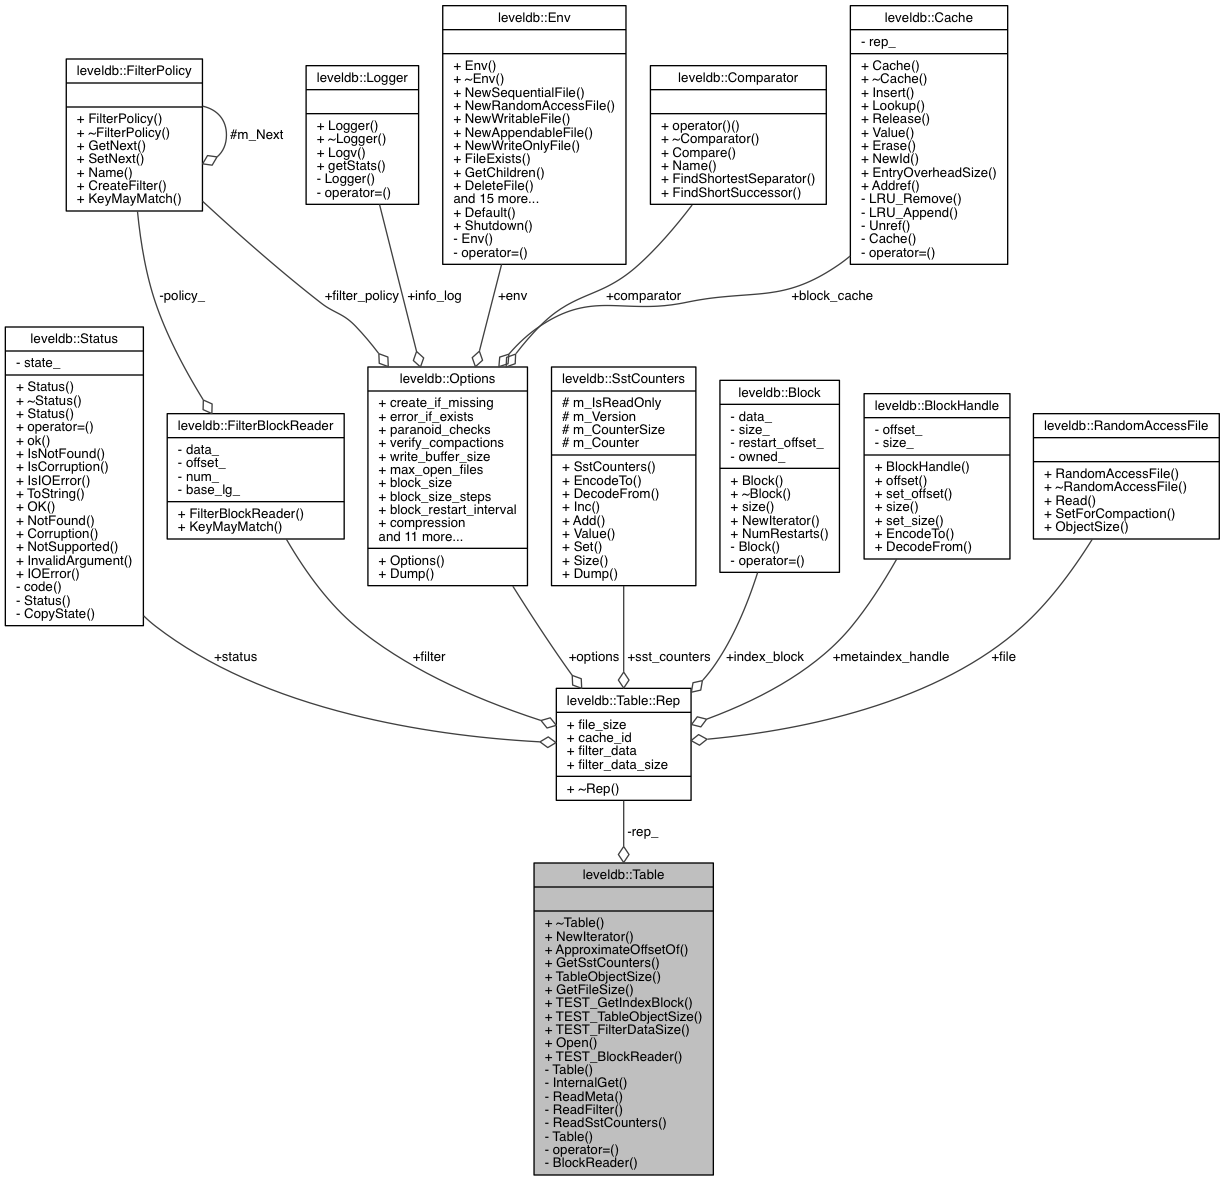 leveldb::Env
+ Env()
+ ~Env()
+ NewSequentialFile()
+ NewRandomAccessFile()
+ NewWritableFile()
+ NewAppendableFile()
+ NewWriteOnlyFile()
+ FileExists()
+ GetChildren()
+ DeleteFile()
and 15 more...
+ Default()
+ Shutdown()
- Env()
- operator=()
leveldb::Cache
- rep_
+ Cache()
+ ~Cache()
+ Insert()
+ Lookup()
+ Release()
+ Value()
+ Erase()
+ NewId()
+ EntryOverheadSize()
+ Addref()
- LRU_Remove()
- LRU_Append()
- Unref()
- Cache()
- operator=()
leveldb::FilterPolicy
+ FilterPolicy()
+ ~FilterPolicy()
+ GetNext()
+ SetNext()
+ Name()
+ CreateFilter()
+ KeyMayMatch()
#m_Next
leveldb::Logger
+ Logger()
+ ~Logger()
+ Logv()
+ getStats()
- Logger()
- operator=()
leveldb::Comparator
+ operator()()
+ ~Comparator()
+ Compare()
+ Name()
+ FindShortestSeparator()
+ FindShortSuccessor()
-policy_
+filter_policy
+info_log
+env
+comparator
+block_cache
leveldb::Status
- state_
+ Status()
+ ~Status()
+ Status()
+ operator=()
+ ok()
+ IsNotFound()
+ IsCorruption()
+ IsIOError()
+ ToString()
+ OK()
+ NotFound()
+ Corruption()
+ NotSupported()
+ InvalidArgument()
+ IOError()
- code()
- Status()
- CopyState()
leveldb::FilterBlockReader
- data_
- offset_
- num_
- base_lg_
+ FilterBlockReader()
+ KeyMayMatch()
leveldb::Options
+ create_if_missing
+ error_if_exists
+ paranoid_checks
+ verify_compactions
+ write_buffer_size
+ max_open_files
+ block_size
+ block_size_steps
+ block_restart_interval
+ compression
and 11 more...
+ Options()
+ Dump()
leveldb::SstCounters
# m_IsReadOnly
# m_Version
# m_CounterSize
# m_Counter
+ SstCounters()
+ EncodeTo()
+ DecodeFrom()
+ Inc()
+ Add()
+ Value()
+ Set()
+ Size()
+ Dump()
leveldb::Block
- data_
- size_
- restart_offset_
- owned_
+ Block()
+ ~Block()
+ size()
+ NewIterator()
+ NumRestarts()
- Block()
- operator=()
leveldb::BlockHandle
- offset_
- size_
+ BlockHandle()
+ offset()
+ set_offset()
+ size()
+ set_size()
+ EncodeTo()
+ DecodeFrom()
leveldb::RandomAccessFile
+ RandomAccessFile()
+ ~RandomAccessFile()
+ Read()
+ SetForCompaction()
+ ObjectSize()
+status
+filter
+options
+sst_counters
+index_block
+metaindex_handle
+file
leveldb::Table::Rep
+ file_size
+ cache_id
+ filter_data
+ filter_data_size
+ ~Rep()
-rep_
leveldb::Table
+ ~Table()
+ NewIterator()
+ ApproximateOffsetOf()
+ GetSstCounters()
+ TableObjectSize()
+ GetFileSize()
+ TEST_GetIndexBlock()
+ TEST_TableObjectSize()
+ TEST_FilterDataSize()
+ Open()
+ TEST_BlockReader()
- Table()
- InternalGet()
- ReadMeta()
- ReadFilter()
- ReadSstCounters()
- Table()
- operator=()
- BlockReader()